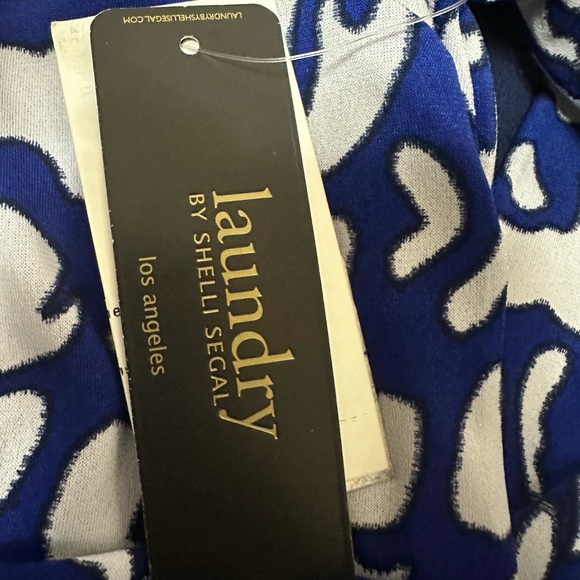 LAUNDRYBYSHELLISEGAL.COM
laundry
BY SHELLI SEGAL
los angeles